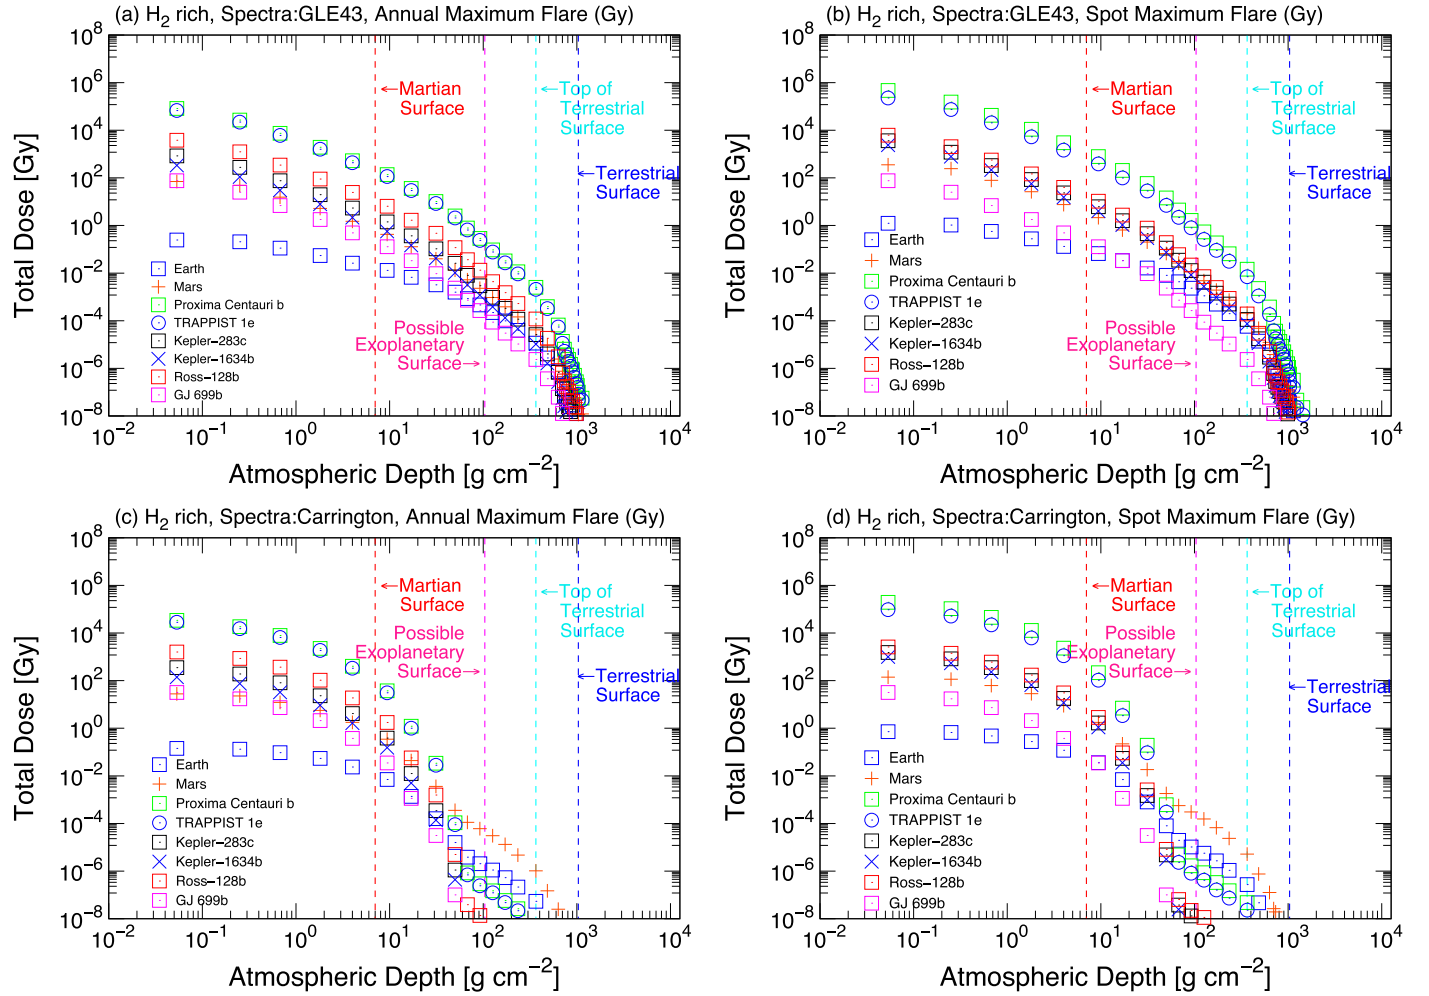 (a) H2 rich, Spectra:GLE43, Annual Maximum Flare (Gy)
Total Dose [Gy]
10^8
10^6
10^4
10^2
10^0
10^−2
10^−4
10^−6
10^−8
Martian
Surface
Top of
Terrestrial
Surface
Terrestrial
Surface
Possible
Exoplanetary
Surface
Earth
Mars
Proxima Centauri b
TRAPPIST 1e
Kepler−283c
Kepler−1634b
Ross−128b
GJ 699b
10^−2 10^−1 10^0 10^1 10^2 10^3 10^4
Atmospheric Depth [g cm^−2]
(b) H2 rich, Spectra:GLE43, Spot Maximum Flare (Gy)
Total Dose [Gy]
10^8
10^6
10^4
10^2
10^0
10^−2
10^−4
10^−6
10^−8
Martian
Surface
Top of
Terrestrial
Surface
Terrestrial
Surface
Possible
Exoplanetary
Surface
Earth
Mars
Proxima Centauri b
TRAPPIST 1e
Kepler−283c
Kepler−1634b
Ross−128b
GJ 699b
10^−2 10^−1 10^0 10^1 10^2 10^3 10^4
Atmospheric Depth [g cm^−2]
(c) H2 rich, Spectra:Carrington, Annual Maximum Flare (Gy)
Total Dose [Gy]
10^8
10^6
10^4
10^2
10^0
10^−2
10^−4
10^−6
10^−8
Martian
Surface
Top of
Terrestrial
Surface
Possible
Exoplanetary
Surface
Terrestrial
Surface
Earth
Mars
Proxima Centauri b
TRAPPIST 1e
Kepler−283c
Kepler−1634b
Ross−128b
GJ 699b
10^−2 10^−1 10^0 10^1 10^2 10^3 10^4
Atmospheric Depth [g cm^−2]
(d) H2 rich, Spectra:Carrington, Spot Maximum Flare (Gy)
Total Dose [Gy]
10^8
10^6
10^4
10^2
10^0
10^−2
10^−4
10^−6
10^−8
Martian
Surface
Top of
Terrestrial
Surface
Possible
Exoplanetary
Surface
Terrestrial
Surface
Earth
Mars
Proxima Centauri b
TRAPPIST 1e
Kepler−283c
Kepler−1634b
Ross−128b
GJ 699b
10^−2 10^−1 10^0 10^1 10^2 10^3 10^4
Atmospheric Depth [g cm^−2]